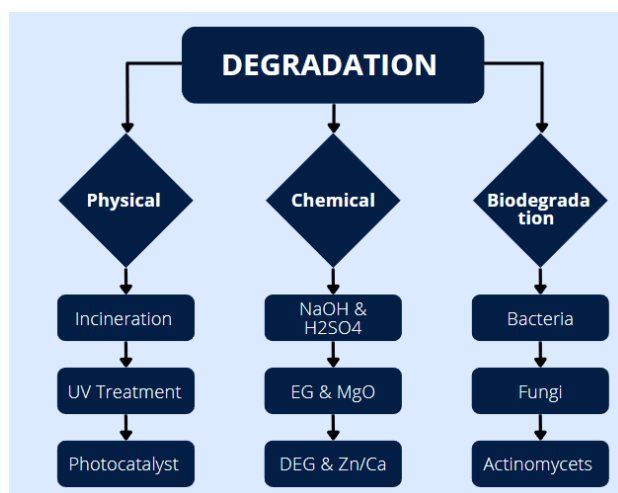 DEGRADATION
Physical
Chemical
Biodegrada
tion
Incineration
NaOH &
H2SO4
Bacteria
UV Treatment
EG & MgO
Fungi
Photocatalyst
DEG & Zn/Ca
Actinomycets